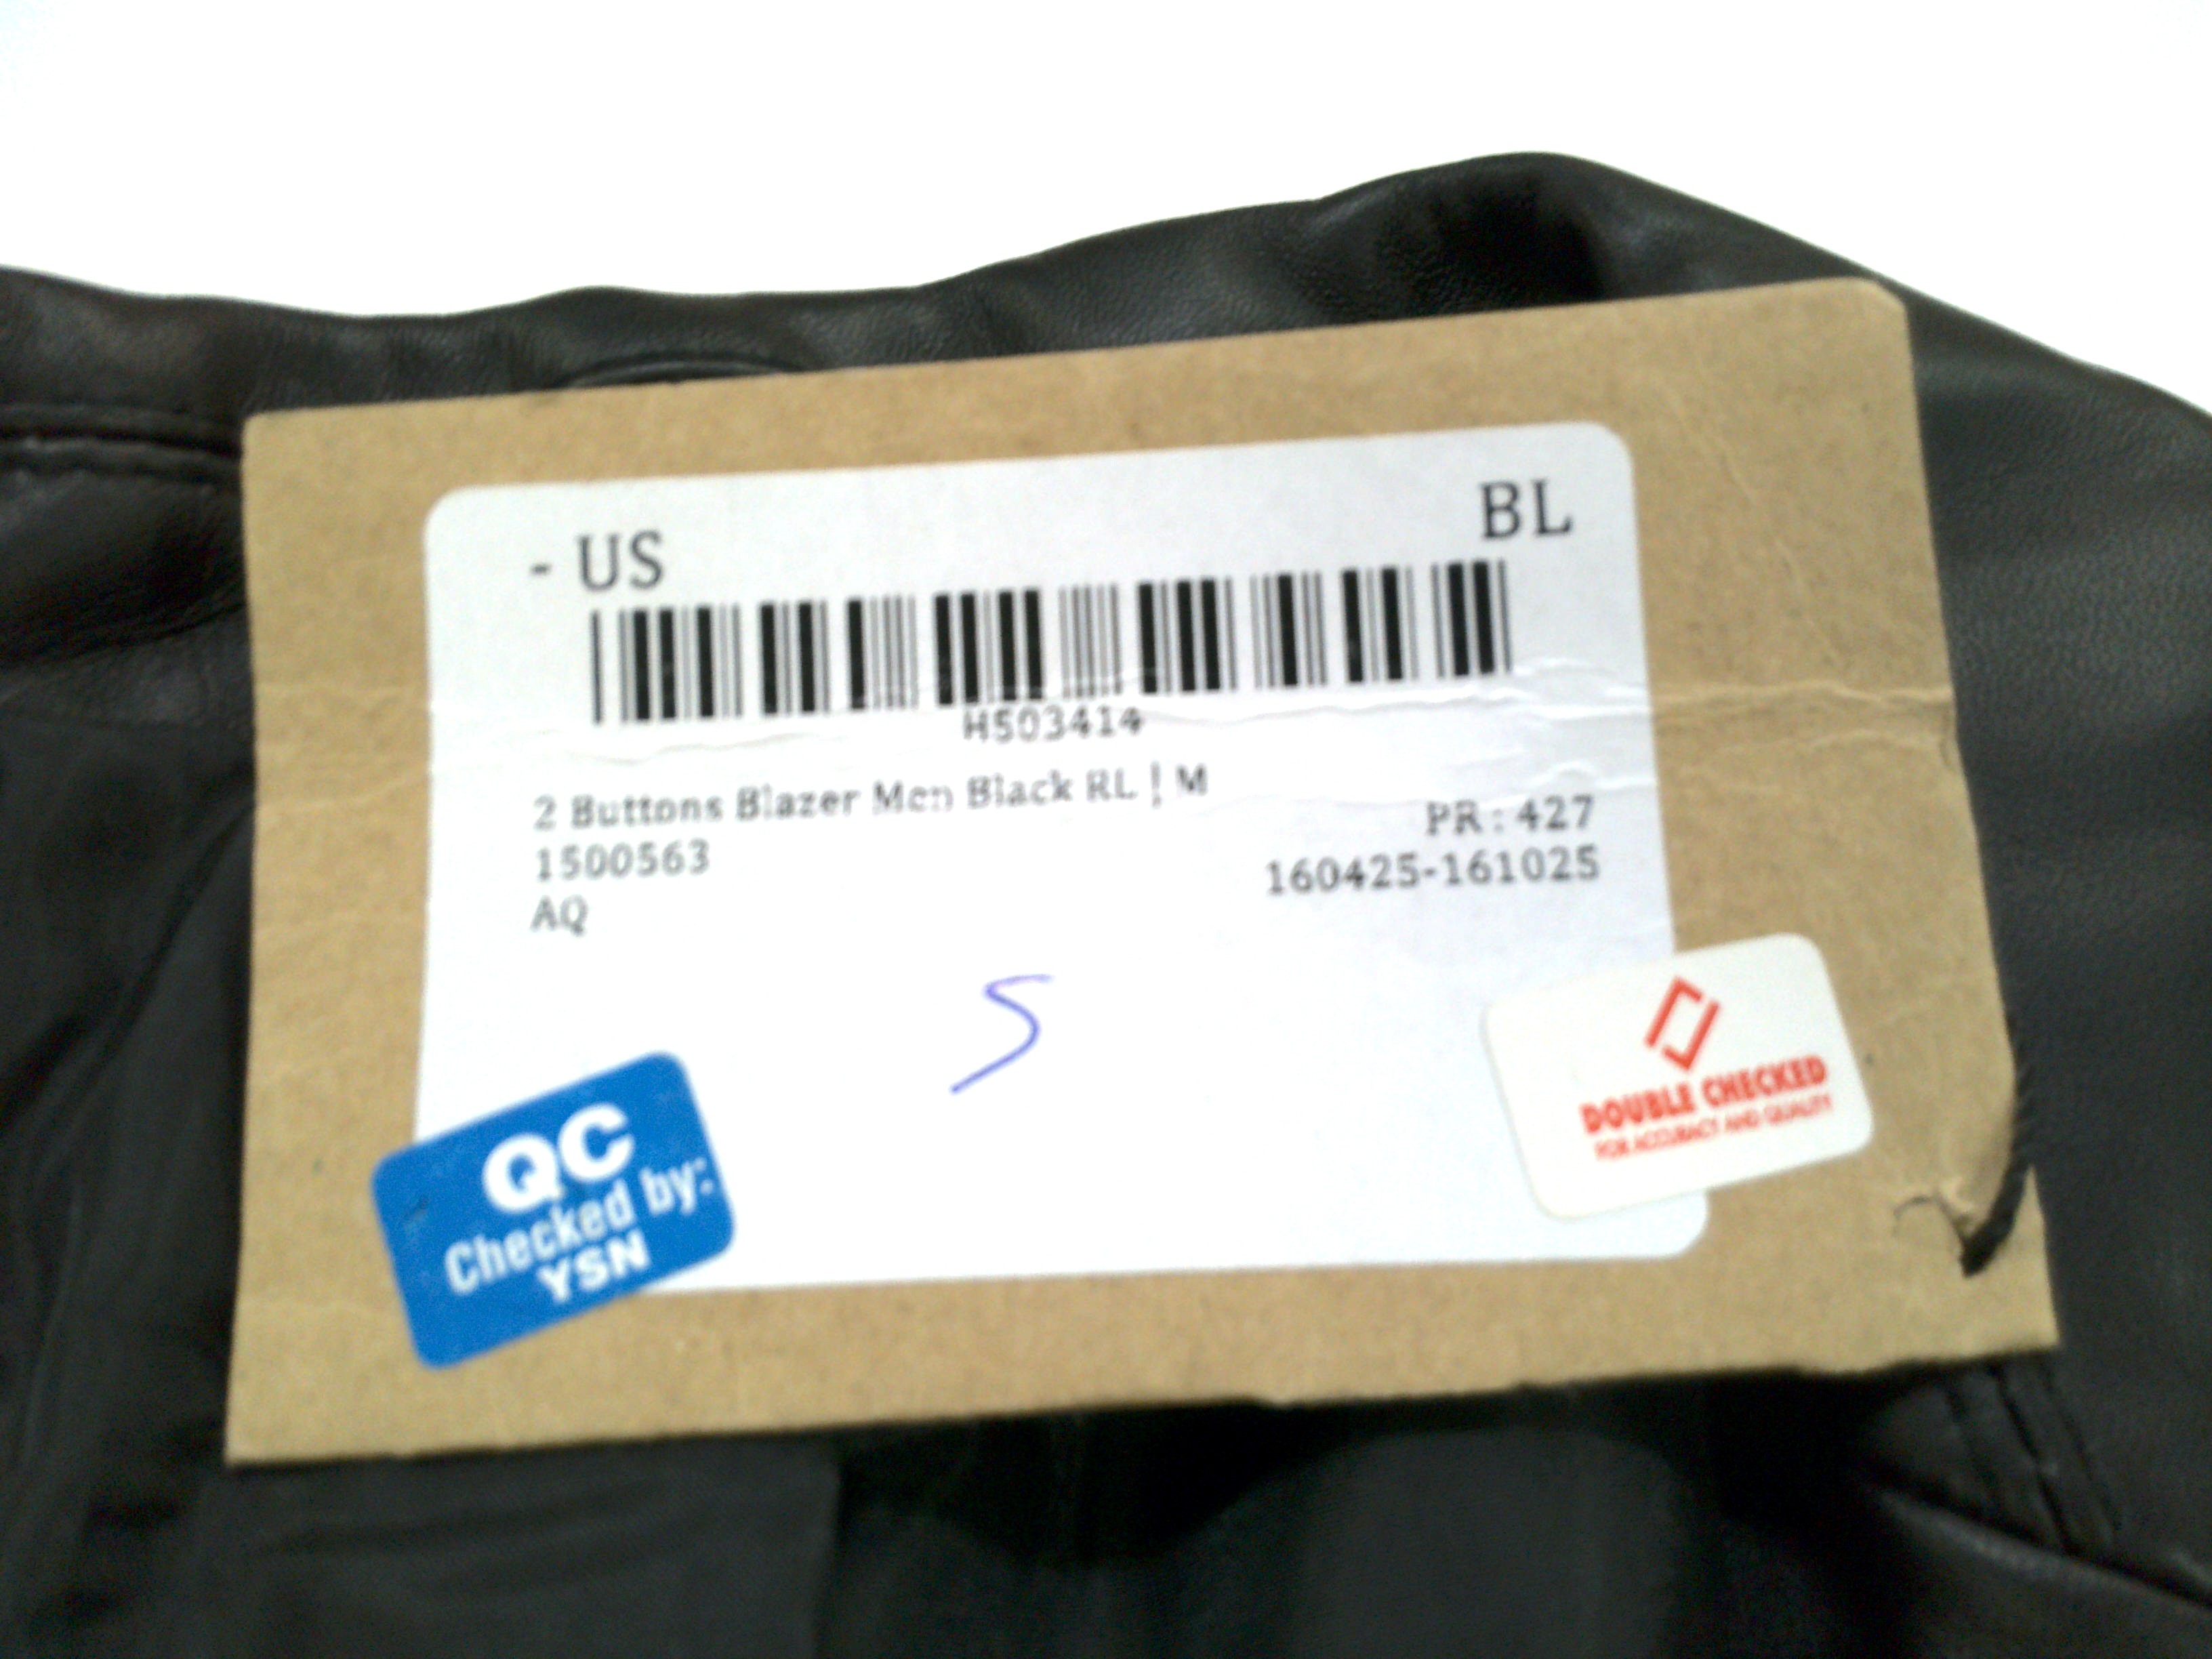 - US BL
H503414
2 Buttons Blazer Men Black RL | M
1500563 PR : 427
AQ 160425-161025
S
QC
Checked by:
YSN
DOUBLE CHECKED
FOR ACCURACY AND QUALITY